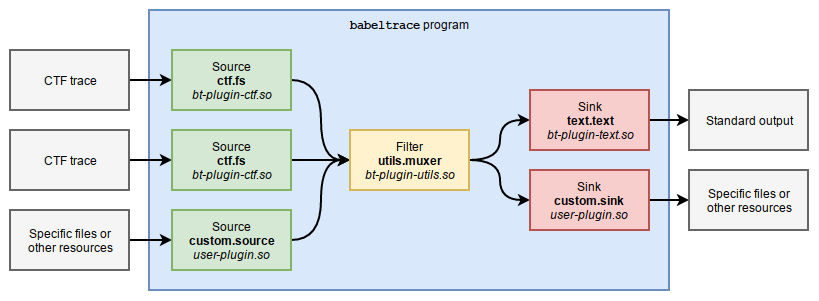 babeltrace program
CTF trace
Source
ctf.fs
bt-plugin-ctf.so
CTF trace
Source
ctf.fs
bt-plugin-ctf.so
Specific files or
other resources
Source
custom.source
user-plugin.so
Filter
utils.muxer
bt-plugin-utils.so
Sink
text.text
bt-plugin-text.so
Standard output
Sink
custom.sink
user-plugin.so
Specific files or
other resources